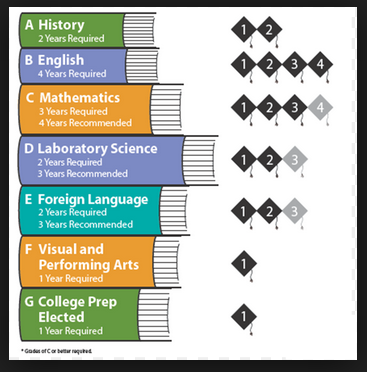 A History 1 2
2 Years Required
B English 1 2 3 4
4 Years Required
C Mathematics 1 2 3 4
3 Years Required
4 Years Recommended
D Laboratory Science 1 2 3
2 Years Required
3 Years Recommended
E Foreign Language 1 2 3
2 Years Required
3 Years Recommended
F Visual and
Performing Arts 1
1 Year Required
G College Prep
Elected 1
1 Year Required
* Grades of C or better required.